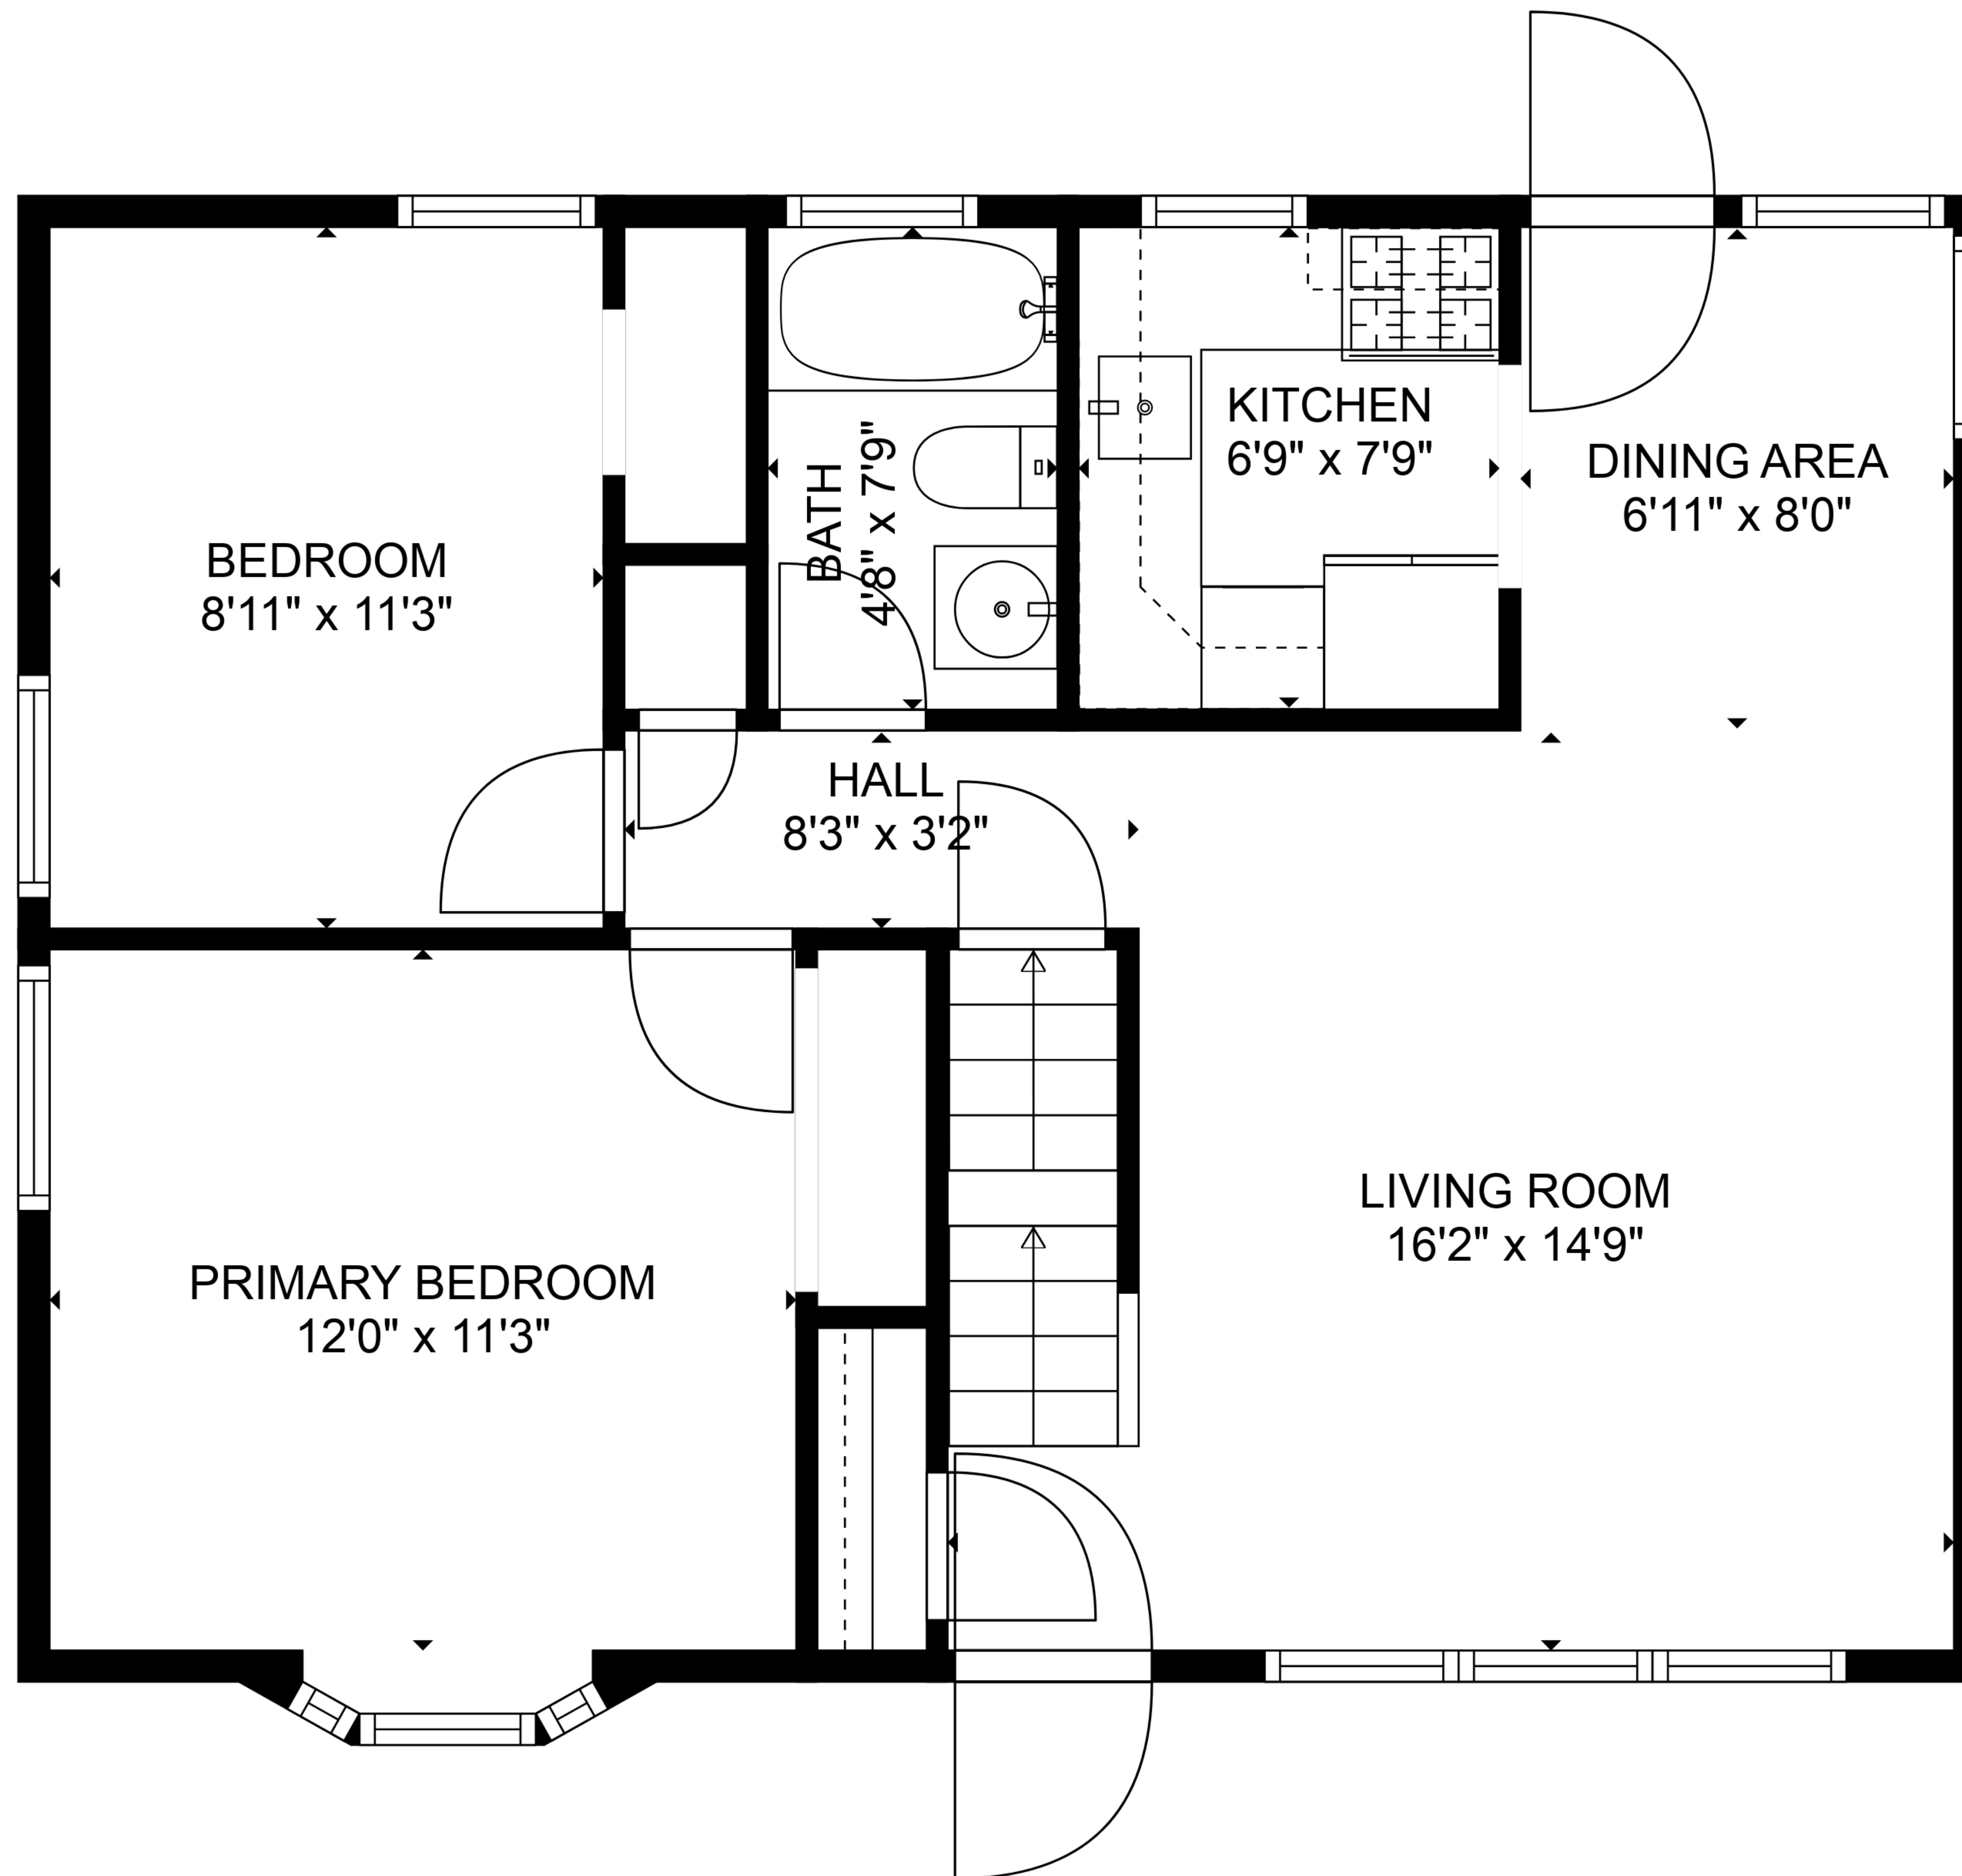 KITCHEN
6'9" x 7'9"
DINING AREA
6'11" x 8'0"
BATH
4'8" x 7'9"
BEDROOM
8'11" x 11'3"
HALL
8'3" x 3'2"
LIVING ROOM
16'2" x 14'9"
PRIMARY BEDROOM
12'0" x 11'3"